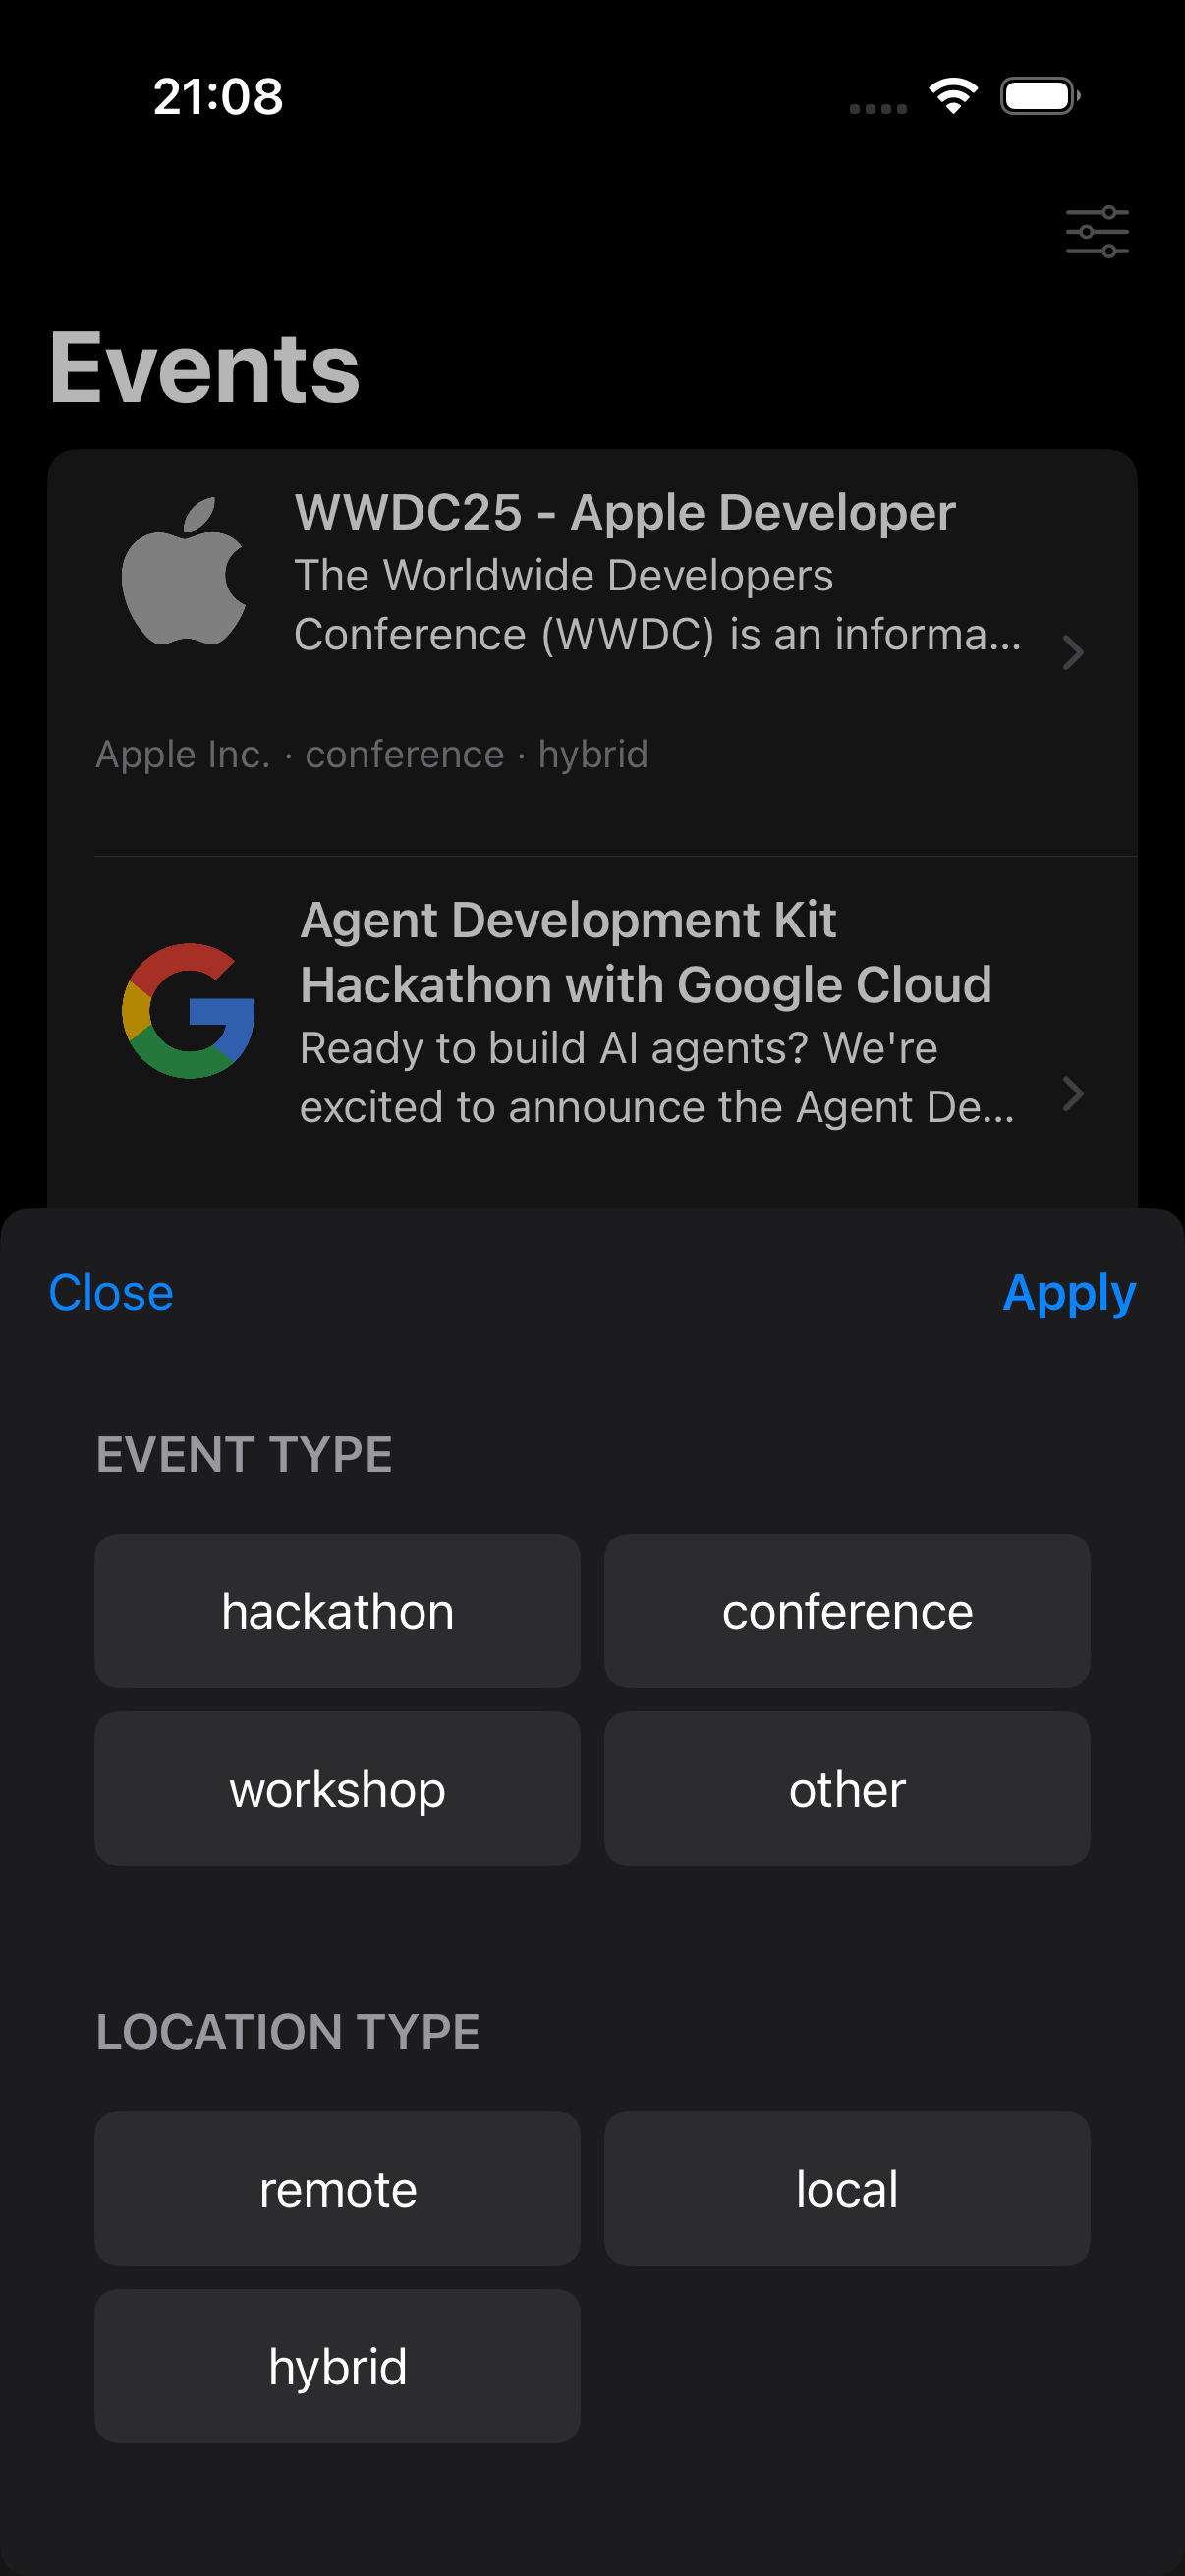 21:08
Events
WWDC25 - Apple Developer
The Worldwide Developers
Conference (WWDC) is an informa...
Apple Inc. · conference · hybrid
Agent Development Kit
Hackathon with Google Cloud
Ready to build AI agents? We're
excited to announce the Agent De...
Close
Apply
EVENT TYPE
hackathon
conference
workshop
other
LOCATION TYPE
remote
local
hybrid